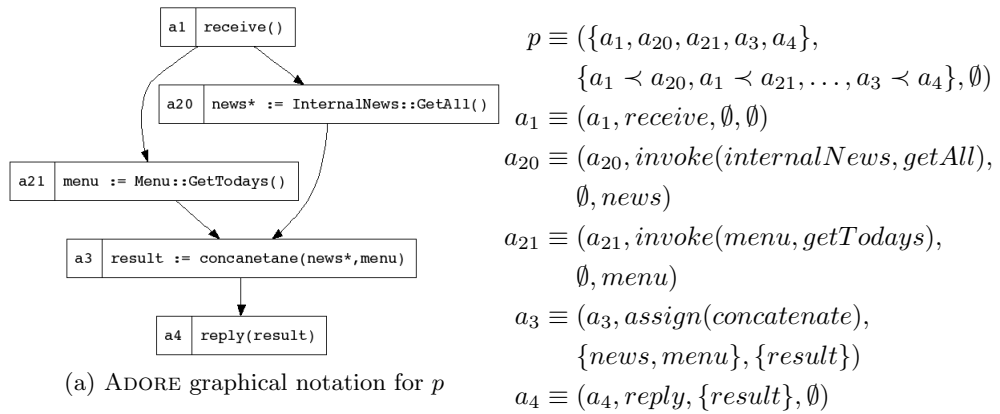 a1 receive()
a20 news* := InternalNews::GetAll()
a21 menu := Menu::GetTodays()
a3 result := concanetane(news*,menu)
a4 reply(result)
(a) ADORE graphical notation for p
p ≡ ({a₁, a₂₀, a₂₁, a₃, a₄},
{a₁ ≺ a₂₀, a₁ ≺ a₂₁, . . . , a₃ ≺ a₄}, ∅)
a₁ ≡ (a₁, receive, ∅, ∅)
a₂₀ ≡ (a₂₀, invoke(internalNews, getAll),
∅, news)
a₂₁ ≡ (a₂₁, invoke(menu, getTodays),
∅, menu)
a₃ ≡ (a₃, assign(concatenate),
{news, menu}, {result})
a₄ ≡ (a₄, reply, {result}, ∅)